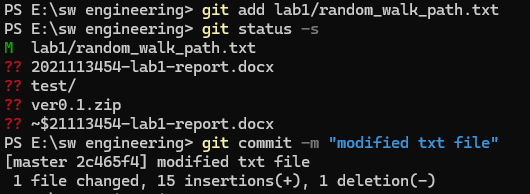 PS E:\sw engineering> git add lab1/random_walk_path.txt
PS E:\sw engineering> git status -s
M  lab1/random_walk_path.txt
?? 2021113454-lab1-report.docx
?? test/
?? ver0.1.zip
?? ~$21113454-lab1-report.docx
PS E:\sw engineering> git commit -m "modified txt file"
[master 2c465f4] modified txt file
 1 file changed, 15 insertions(+), 1 deletion(-)